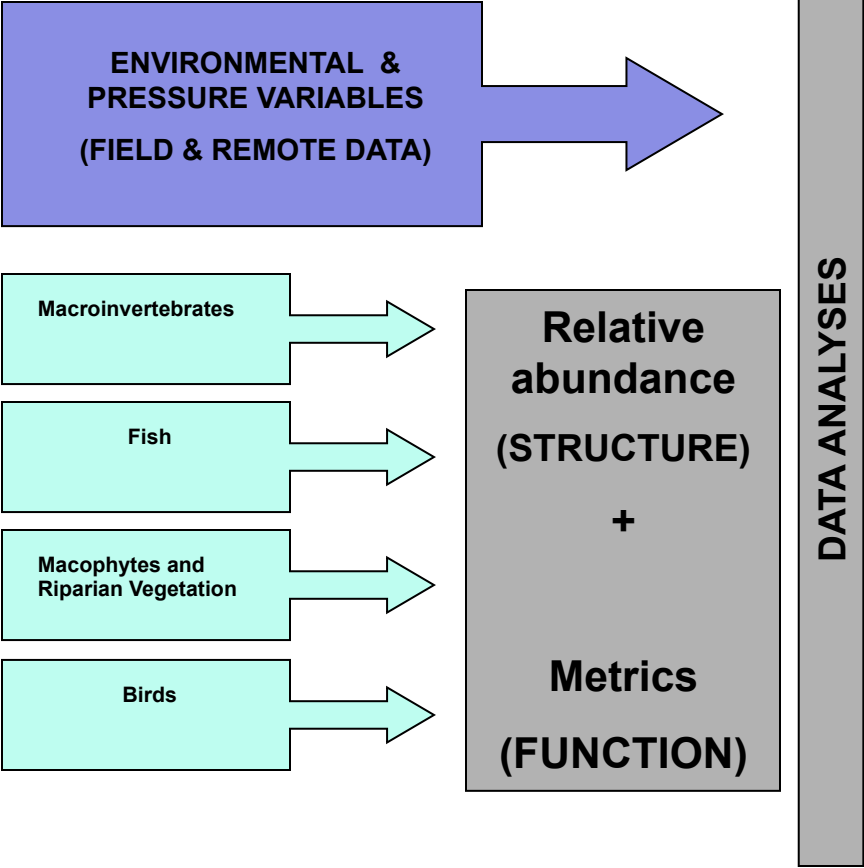 ENVIRONMENTAL &
PRESSURE VARIABLES
(FIELD & REMOTE DATA)
Macroinvertebrates
Fish
Macophytes and
Riparian Vegetation
Birds
Relative
abundance
(STRUCTURE)
+
Metrics
(FUNCTION)
DATA ANALYSES